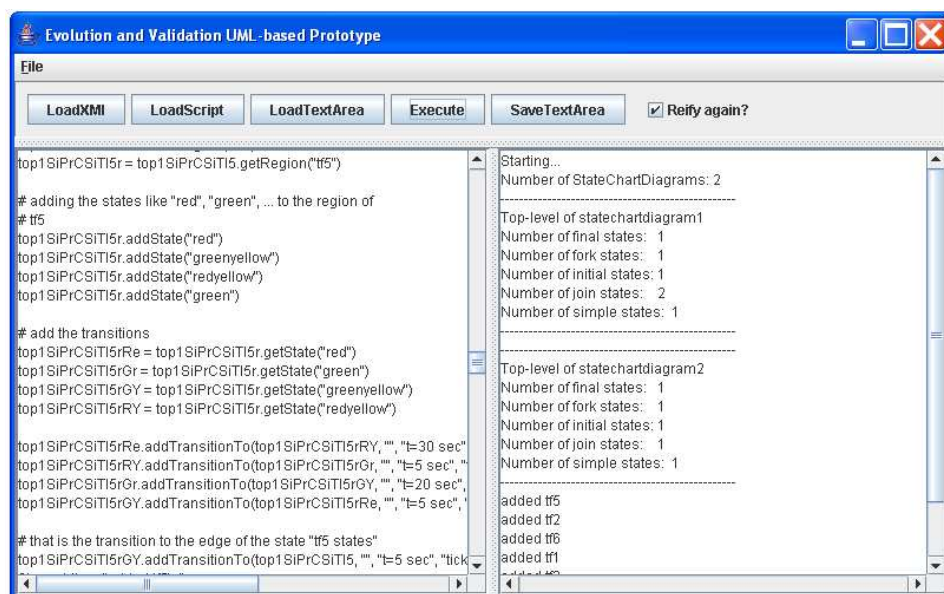 Evolution and Validation UML-based Prototype
File
LoadXMI LoadScript LoadTextArea Execute SaveTextArea Reify again?
top1SiPrCSiTl5r = top1SiPrCSiTl5.getRegion("tf5")
# adding the states like "red", "green", ... to the region of
# tf5
top1SiPrCSiTl5r.addState("red")
top1SiPrCSiTl5r.addState("greenyellow")
top1SiPrCSiTl5r.addState("redyellow")
top1SiPrCSiTl5r.addState("green")
# add the transitions
top1SiPrCSiTl5rRe = top1SiPrCSiTl5r.getState("red")
top1SiPrCSiTl5rGr = top1SiPrCSiTl5r.getState("green")
top1SiPrCSiTl5rGY = top1SiPrCSiTl5r.getState("greenyellow")
top1SiPrCSiTl5rRY = top1SiPrCSiTl5r.getState("redyellow")
top1SiPrCSiTl5rRe.addTransitionTo(top1SiPrCSiTl5rRY, "", "t=30 sec"
top1SiPrCSiTl5rRY.addTransitionTo(top1SiPrCSiTl5rGr, "", "t=5 sec", "
top1SiPrCSiTl5rGr.addTransitionTo(top1SiPrCSiTl5rGY, "", "t=20 sec",
top1SiPrCSiTl5rGY.addTransitionTo(top1SiPrCSiTl5rRe, "", "t=5 sec", "
# that is the transition to the edge of the state "tf5 states"
top1SiPrCSiTl5rGY.addTransitionTo(top1SiPrCSiTl5, "", "t=5 sec", "tick
Starting...
Number of StateChartDiagrams: 2
------------------------------------------------------
Top-level of statechartdiagram1
Number of final states: 1
Number of fork states: 1
Number of initial states: 1
Number of join states: 2
Number of simple states: 1
------------------------------------------------------
------------------------------------------------------
Top-level of statechartdiagram2
Number of final states: 1
Number of fork states: 1
Number of initial states: 1
Number of join states: 1
Number of simple states: 1
------------------------------------------------------
added tf5
added tf2
added tf6
added tf1